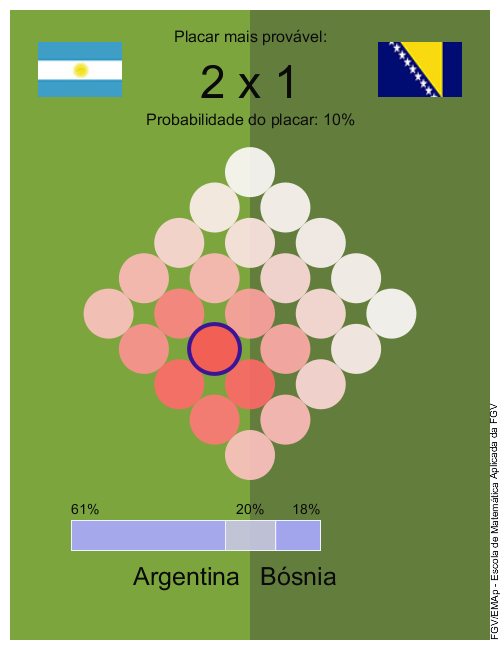 Placar mais provável:
2 x 1
Probabilidade do placar: 10%
61%
20%
18%
Argentina
Bósnia
FGV/EMAp - Escola de Matemática Aplicada da FGV